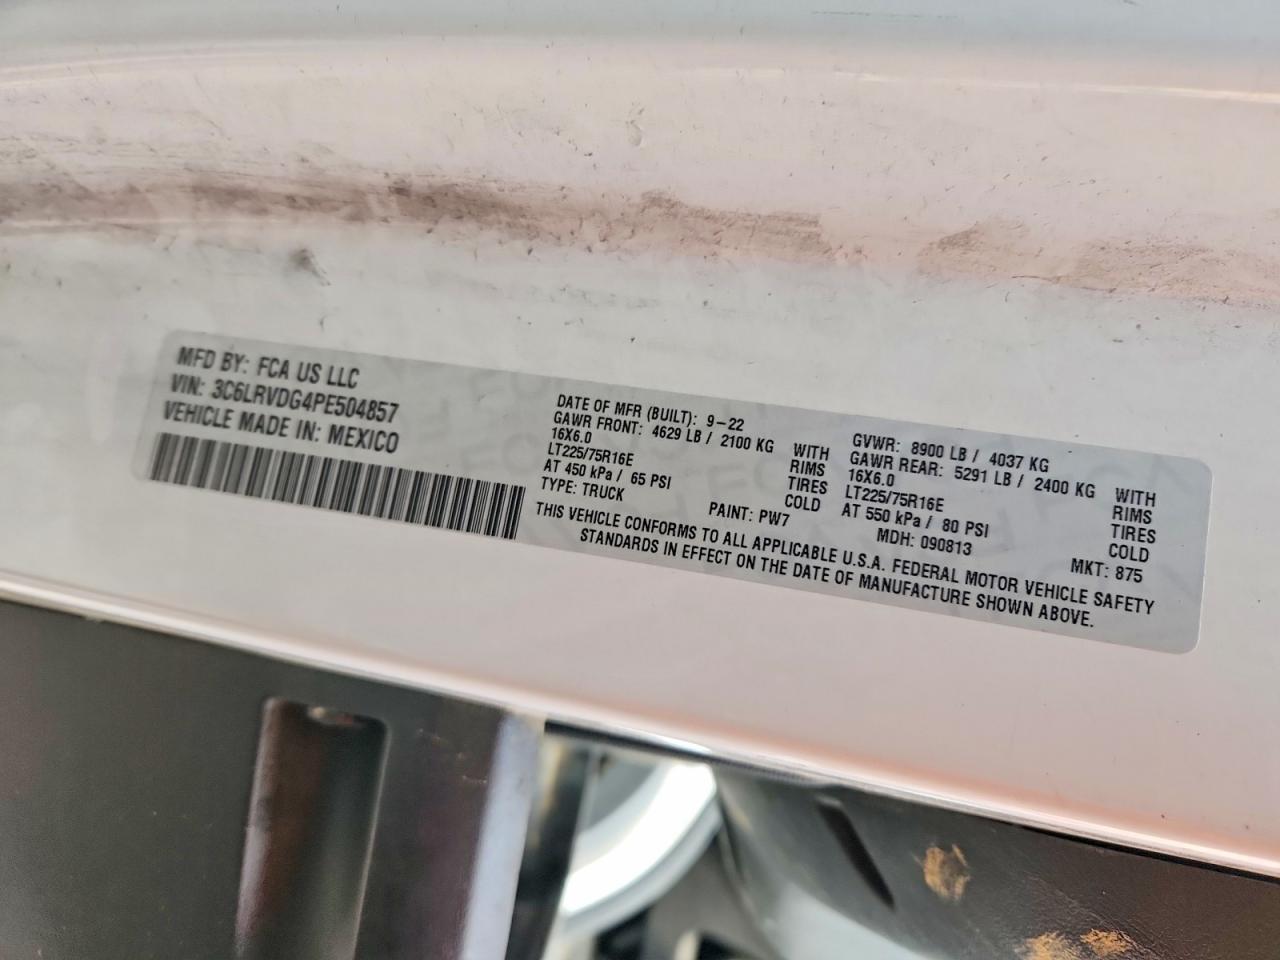 MFD BY: FCA US LLC
VIN: 3C6LRVDG4PE504857
VEHICLE MADE IN: MEXICO
DATE OF MFR (BUILT): 9-22
GAWR FRONT: 4629 LB / 2100 KG WITH
16X6.0 RIMS
LT225/75R16E TIRES
AT 450 kPa / 65 PSI COLD
TYPE: TRUCK
PAINT: PW7
GVWR: 8900 LB / 4037 KG
GAWR REAR: 5291 LB / 2400 KG WITH
16X6.0 RIMS
LT225/75R16E TIRES
AT 550 kPa / 80 PSI COLD
MDH: 090813
MKT: 875
THIS VEHICLE CONFORMS TO ALL APPLICABLE U.S.A. FEDERAL MOTOR VEHICLE SAFETY
STANDARDS IN EFFECT ON THE DATE OF MANUFACTURE SHOWN ABOVE.